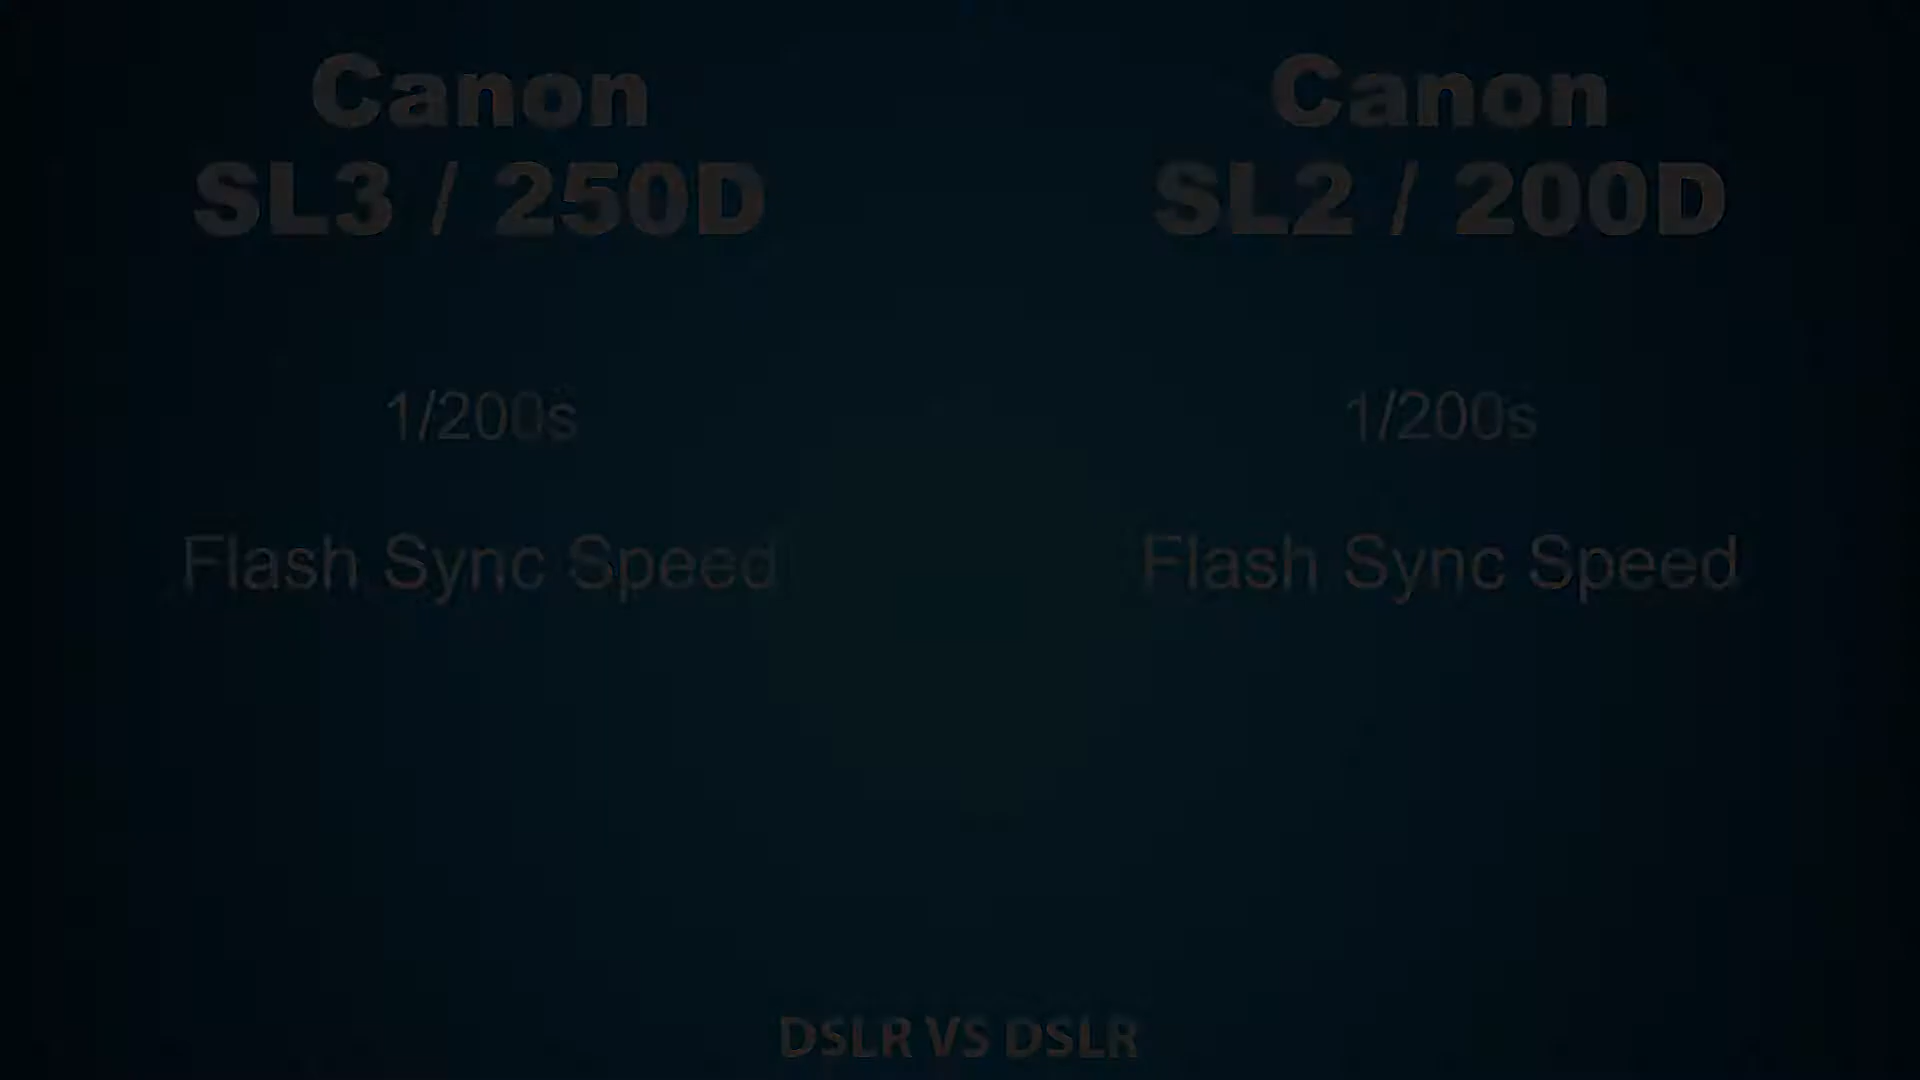 Canon
SL3 / 250D
1/200s
Flash Sync Speed
Canon
SL2 / 200D
1/200s
Flash Sync Speed
DSLR VS DSLR